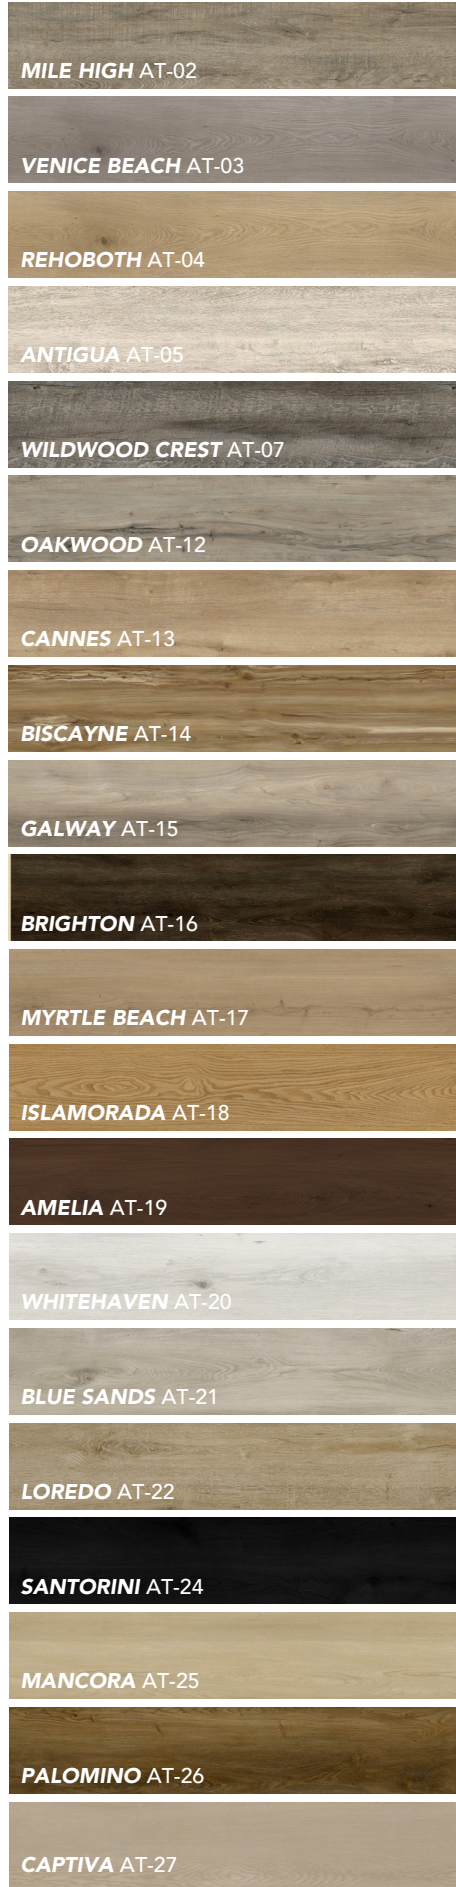 MILE HIGH AT-02
VENICE BEACH AT-03
REHOBOTH AT-04
ANTIGUA AT-05
WILDWOOD CREST AT-07
OAKWOOD AT-12
CANNES AT-13
BISCAYNE AT-14
GALWAY AT-15
BRIGHTON AT-16
MYRTLE BEACH AT-17
ISLAMORADA AT-18
AMELIA AT-19
WHITEHAVEN AT-20
BLUE SANDS AT-21
LOREDO AT-22
SANTORINI AT-24
MANCORA AT-25
PALOMINO AT-26
CAPTIVA AT-27